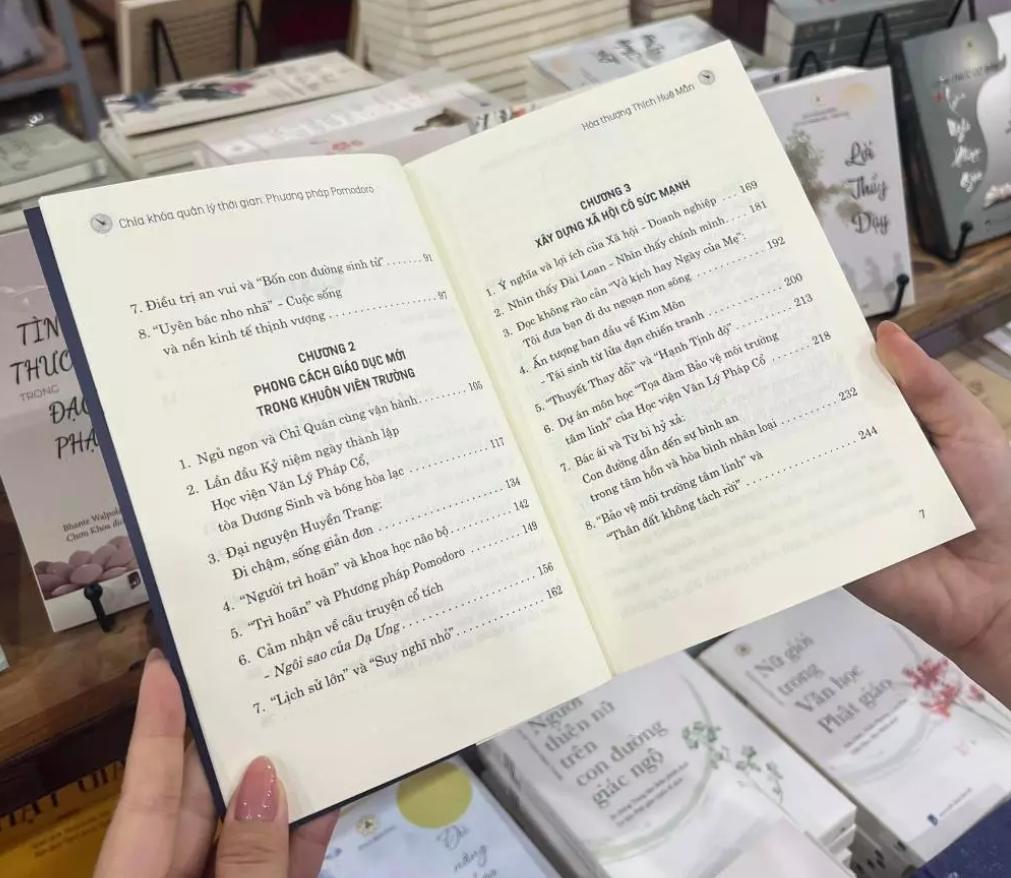 Chìa khóa quản lý thời gian: Phương pháp Pomodoro
7. Điều trị an vui và “Bốn con đường sinh tử” ....... 91
8. “Uyên bác nho nhã” - Cuộc sống
và nền kinh tế thịnh vượng ................ 97
CHƯƠNG 2
PHONG CÁCH GIÁO DỤC MỚI
TRONG KHUÔN VIÊN TRƯỜNG
1. Ngủ ngon và Chỉ Quán cùng vận hành ......... 105
2. Lần đầu Kỷ niệm ngày thành lập
Học viện Văn Lý Pháp Cổ,
tòa Dưỡng Sinh và bóng hòa lạc ............ 117
3. Đại nguyện Huyền Trang:
Đi chậm, sống giản đơn .................. 134
4. “Người trì hoãn” và khoa học não bộ ........... 142
5. “Trì hoãn” và Phương pháp Pomodoro ......... 149
6. Cảm nhận về câu truyện cổ tích
- Ngôi sao của Dạ Ưng .................. 156
7. “Lịch sử lớn” và “Suy nghĩ nhỏ” ............. 162
Hòa thượng Thích Huệ Mẫn
CHƯƠNG 3
XÂY DỰNG XÃ HỘI CÓ SỨC MẠNH
1. Ý nghĩa và lợi ích của Xã hội - Doanh nghiệp ... 169
2. Nhìn thấy Đài Loan - Nhìn thấy chính mình .... 181
3. Dọc không rào cản “Vở kịch hay Ngày của Mẹ”:
Tôi đưa bạn đi du ngoạn non sông ........... 192
4. Ấn tượng ban đầu về Kim Môn
- Tái sinh từ lửa đạn chiến tranh ............ 200
5. “Thuyết Thay đổi” và “Hạnh Tịnh độ” ......... 213
6. Dự án môn học “Tọa đàm Bảo vệ môi trường
tâm linh” của Học viện Văn Lý Pháp Cổ ....... 218
7. Bác ái và Từ bi hỷ xả:
Con đường dẫn đến sự bình an
trong tâm hồn và hòa bình nhân loại .......... 232
8. “Bảo vệ môi trường tâm linh” và
“Thân đất không tách rời” ................ 244
7
TRONG
Bhante Walpola
Lời
Thầy
Dạy
Người
thiện nữ
trên
con đường
giác ngộ
Nữ giới
trong
Văn học
Phật giáo